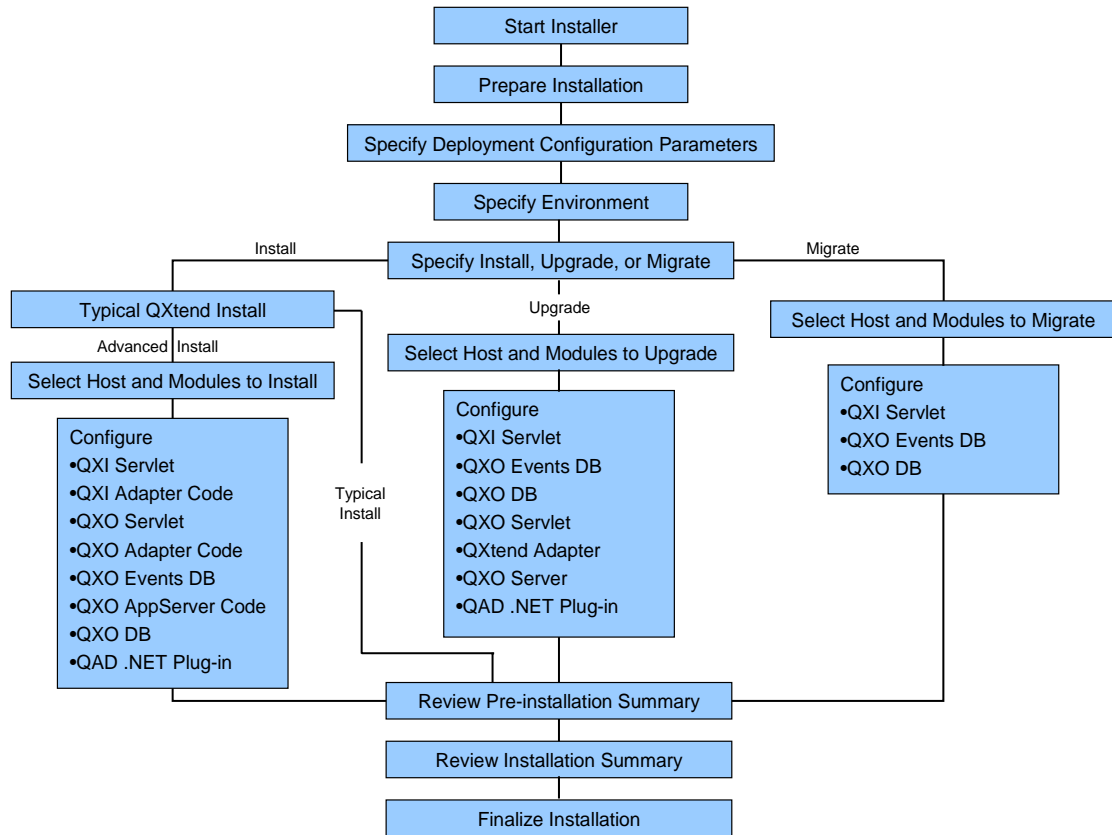 Start Installer
Prepare Installation
Specify Deployment Configuration Parameters
Specify Environment
Install
Specify Install, Upgrade, or Migrate
Migrate
Typical QXtend Install
Upgrade
Select Host and Modules to Migrate
Advanced Install
Select Host and Modules to Upgrade
Select Host and Modules to Install
Configure
•QXI Servlet
•QXI Adapter Code
•QXO Servlet
•QXO Adapter Code
•QXO Events DB
•QXO AppServer Code
•QXO DB
•QAD .NET Plug-in
Typical
Install
Configure
•QXI Servlet
•QXO Events DB
•QXO DB
•QXO Servlet
•QXtend Adapter
•QXO Server
•QAD .NET Plug-in
Configure
•QXI Servlet
•QXO Events DB
•QXO DB
Review Pre-installation Summary
Review Installation Summary
Finalize Installation